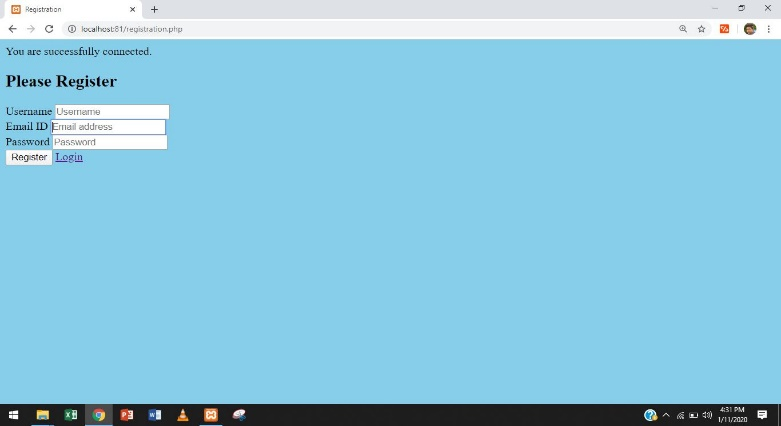 Registration
localhost:81/registration.php
You are successfully connected.
Please Register
Username Username
Email ID Email address
Password Password
Register Login
4:31 PM
1/11/2020